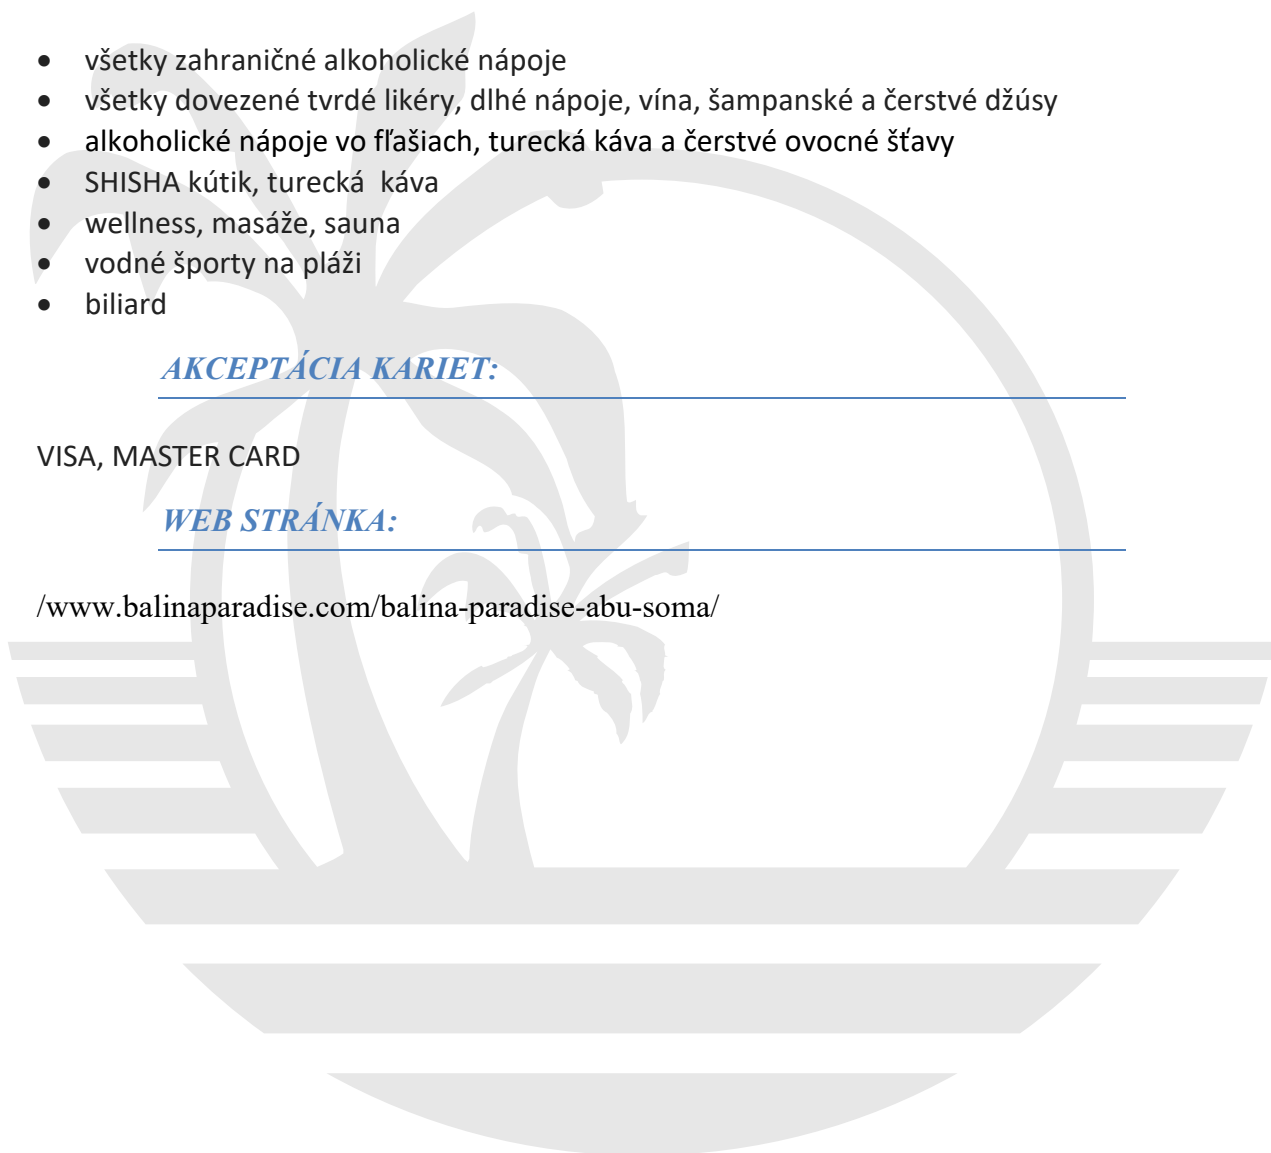 • všetky zahraničné alkoholické nápoje
• všetky dovezené tvrdé likéry, dlhé nápoje, vína, šampanské a čerstvé džúsy
• alkoholické nápoje vo fľašiach, turecká káva a čerstvé ovocné šťavy
• SHISHA kútik, turecká  káva
• wellness, masáže, sauna
• vodné športy na pláži
• biliard
AKCEPTÁCIA KARIET:
VISA, MASTER CARD
WEB STRÁNKA:
/www.balinaparadise.com/balina-paradise-abu-soma/